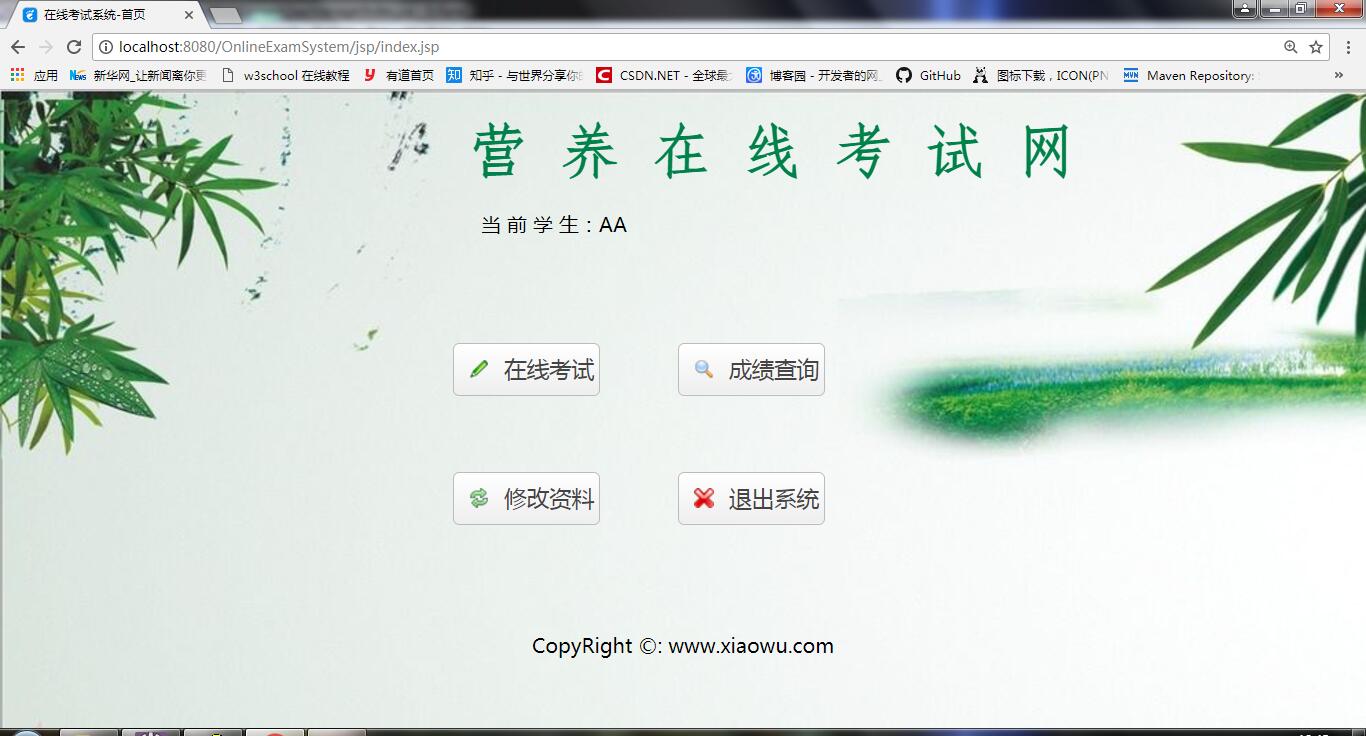 在线考试系统-首页
localhost:8080/OnlineExamSystem/jsp/index.jsp
应用 News 新华网_让新闻离你更 w3school 在线教程 有道首页 知 知乎 - 与世界分享你 CSDN.NET - 全球最 博客园 - 开发者的网 GitHub 图标下载，ICON(PN MVN Maven Repository: »
营养在线考试网
当前学生：AA
在线考试 成绩查询
修改资料 退出系统
CopyRight ©: www.xiaowu.com